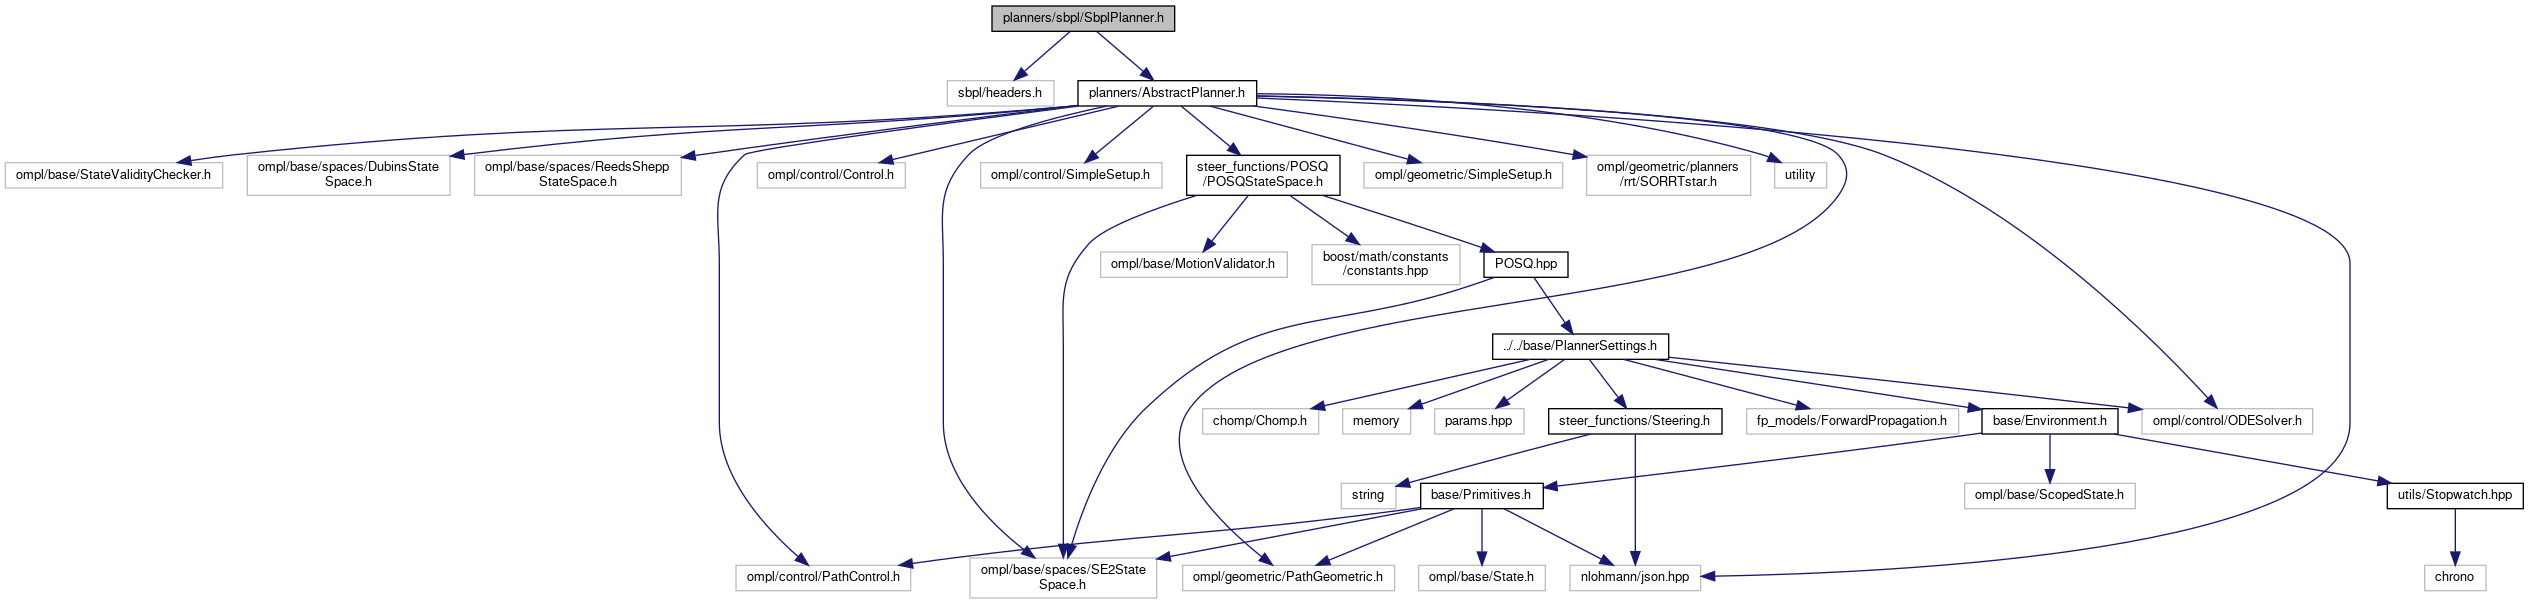 planners/sbpl/SbplPlanner.h
sbpl/headers.h
planners/AbstractPlanner.h
ompl/base/StateValidityChecker.h
ompl/base/spaces/DubinsState
Space.h
ompl/base/spaces/ReedsShepp
StateSpace.h
ompl/control/Control.h
ompl/control/SimpleSetup.h
steer_functions/POSQ
/POSQStateSpace.h
ompl/geometric/SimpleSetup.h
ompl/geometric/planners
/rrt/SORRTstar.h
utility
ompl/base/MotionValidator.h
boost/math/constants
/constants.hpp
POSQ.hpp
../../base/PlannerSettings.h
chomp/Chomp.h
memory
params.hpp
steer_functions/Steering.h
fp_models/ForwardPropagation.h
base/Environment.h
ompl/control/ODESolver.h
string
base/Primitives.h
ompl/base/ScopedState.h
utils/Stopwatch.hpp
ompl/control/PathControl.h
ompl/base/spaces/SE2State
Space.h
ompl/geometric/PathGeometric.h
ompl/base/State.h
nlohmann/json.hpp
chrono